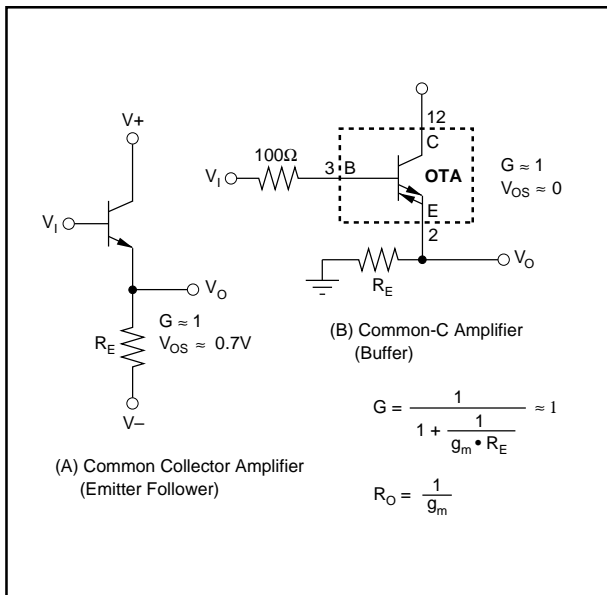 V+
V_I
V_O
R_E
G ≈ 1
V_OS ≈ 0.7V
V–
(A) Common Collector Amplifier
(Emitter Follower)
12
C
100Ω
V_I
3
B
OTA
E
2
G ≈ 1
V_OS ≈ 0
V_O
R_E
(B) Common-C Amplifier
(Buffer)
G = 1 / (1 + 1 / (g_m • R_E)) ≈ 1
R_O = 1 / g_m